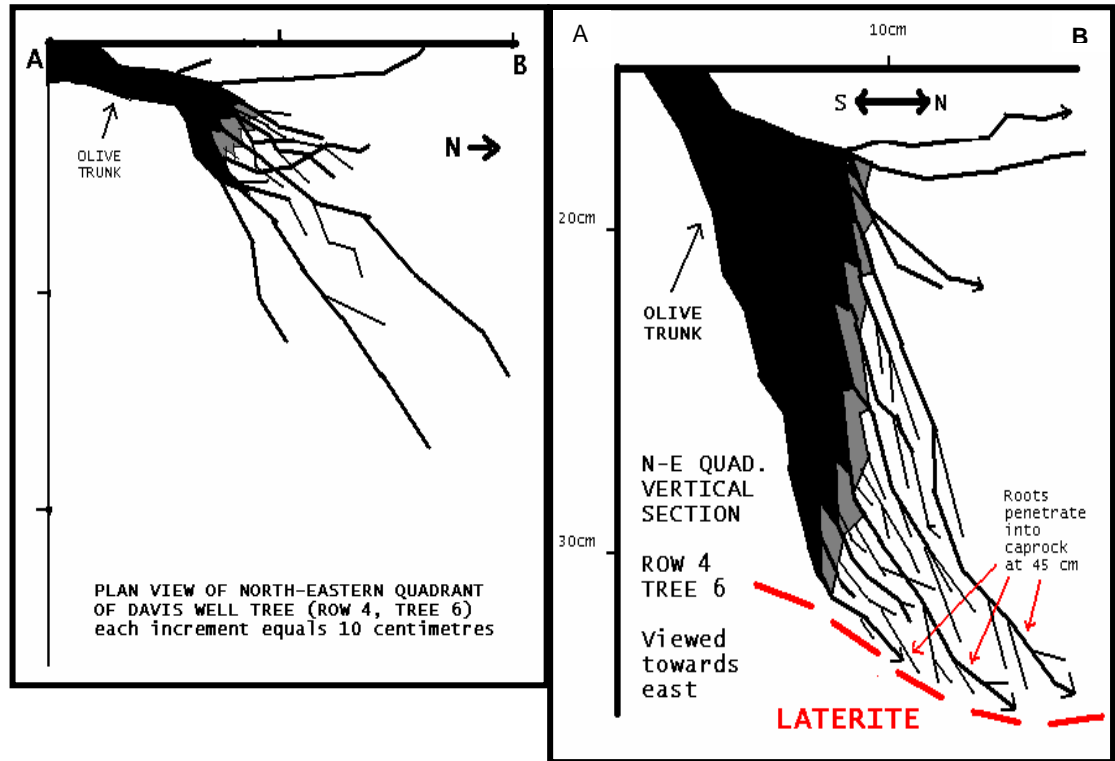 A
B
OLIVE
TRUNK
N
PLAN VIEW OF NORTH-EASTERN QUADRANT
OF DAVIS WELL TREE (ROW 4, TREE 6)
each increment equals 10 centimetres
A
10cm
B
S
N
20cm
OLIVE
TRUNK
N-E QUAD.
VERTICAL
SECTION
30cm
ROW 4
TREE 6
Viewed
towards
east
Roots
penetrate
into
caprock
at 45 cm
LATERITE